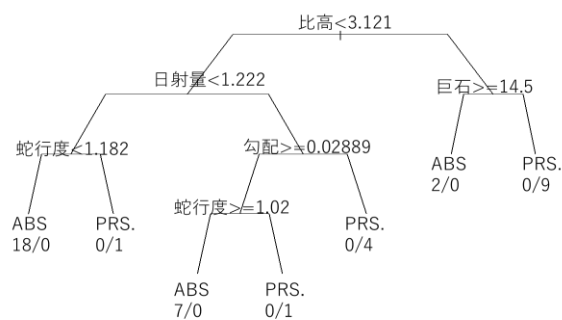 比高<3.121
日射量<1.222
巨石>=14.5
蛇行度<1.182
勾配>=0.02889
ABS
2/0
PRS.
0/9
ABS
18/0
PRS.
0/1
蛇行度>=1.02
PRS.
0/4
ABS
7/0
PRS.
0/1